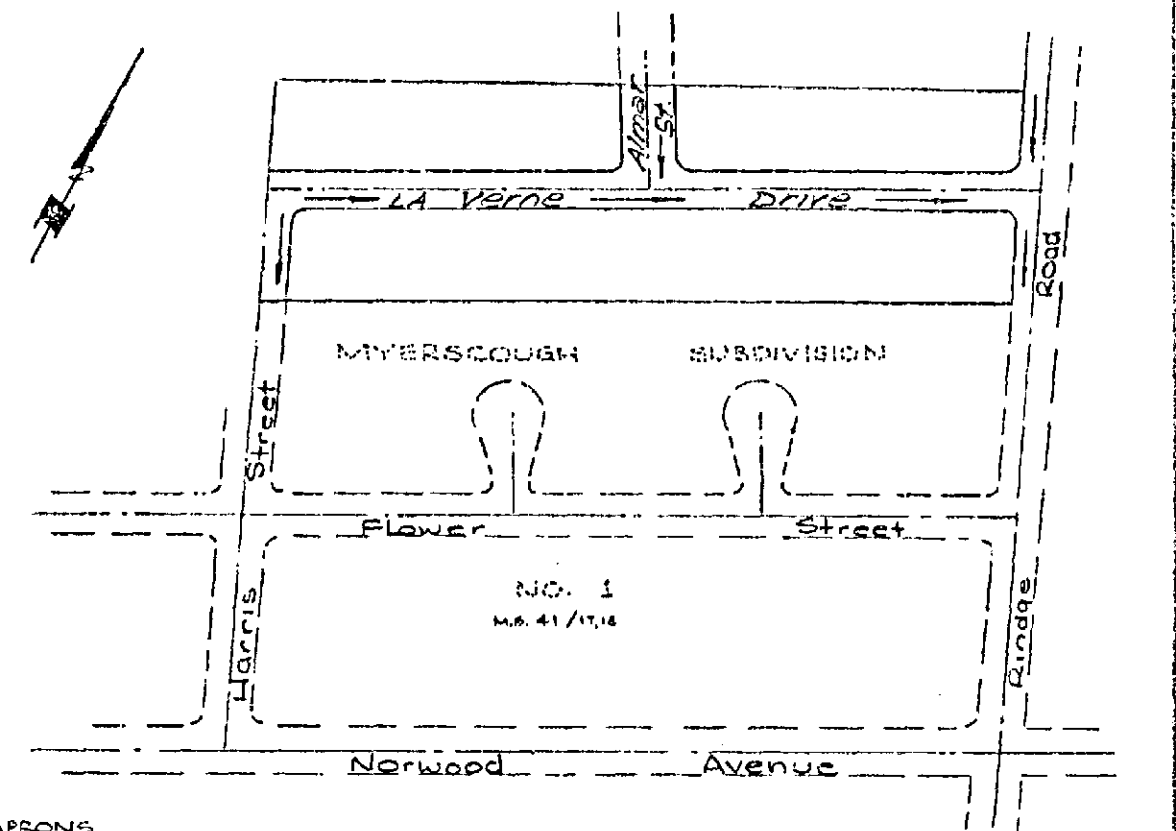 Almar
St.
LA Verne Drive
Road
MYERSCOUGH SUBDIVISION
Street
Flower Street
NO. 1
M.B. 41/17,18
Harris
Rindge
Norwood Avenue
APRONS